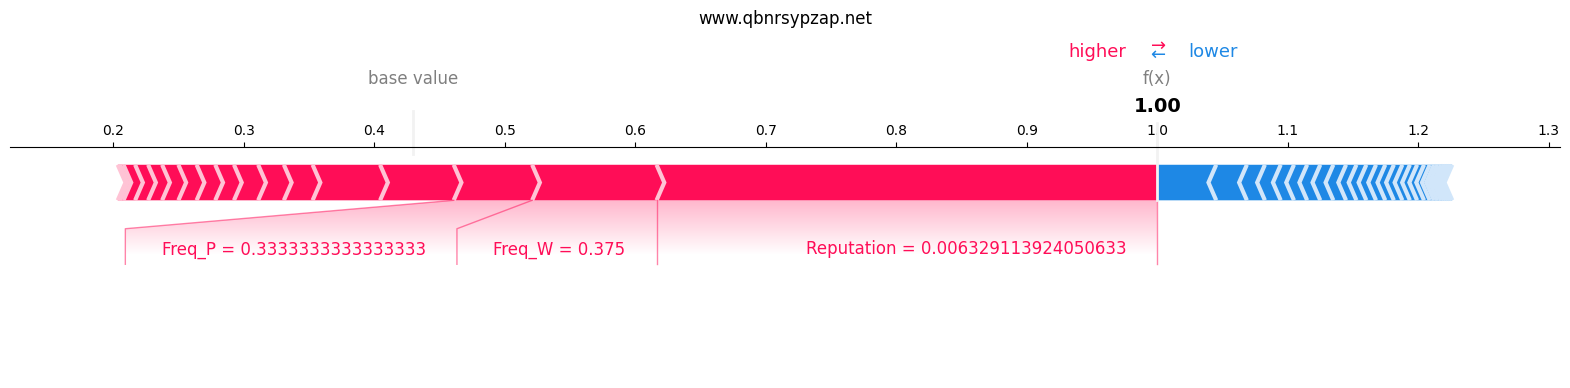 www.qbnrsypzap.net
higher ⇄ lower
base value f(x)
1.00
0.2 0.3 0.4 0.5 0.6 0.7 0.8 0.9 1.0 1.1 1.2 1.3
Freq_P = 0.3333333333333333 Freq_W = 0.375 Reputation = 0.006329113924050633